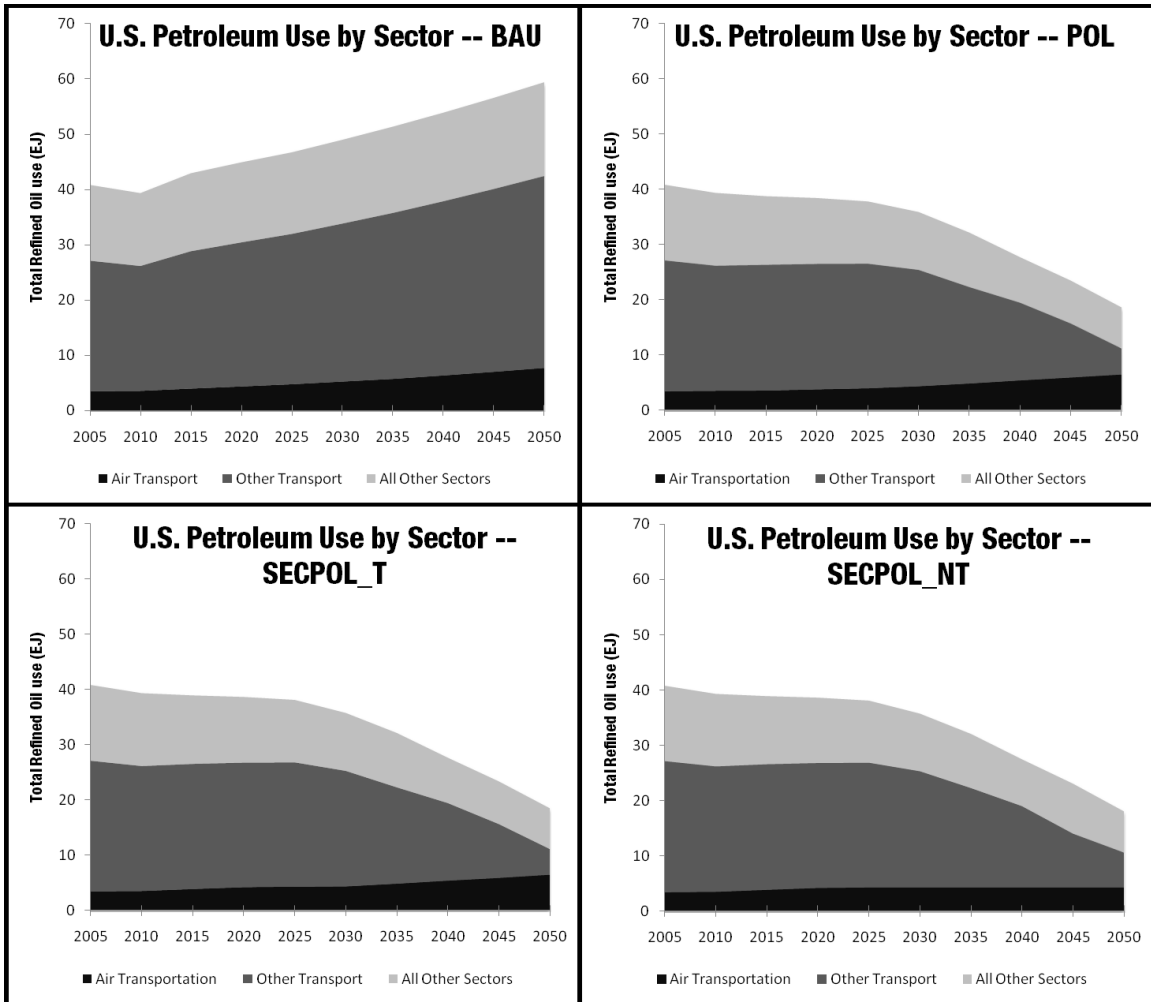 U.S. Petroleum Use by Sector -- BAU
Total Refined Oil use (EJ)
70
60
50
40
30
20
10
0
2005 2010 2015 2020 2025 2030 2035 2040 2045 2050
Air Transport Other Transport All Other Sectors
U.S. Petroleum Use by Sector -- POL
Total Refined Oil use (EJ)
70
60
50
40
30
20
10
0
2005 2010 2015 2020 2025 2030 2035 2040 2045 2050
Air Transportation Other Transport All Other Sectors
U.S. Petroleum Use by Sector --
SECPOL_T
Total Refined Oil use (EJ)
70
60
50
40
30
20
10
0
2005 2010 2015 2020 2025 2030 2035 2040 2045 2050
Air Transportation Other Transport All Other Sectors
U.S. Petroleum Use by Sector --
SECPOL_NT
Total Refined Oil use (EJ)
70
60
50
40
30
20
10
0
2005 2010 2015 2020 2025 2030 2035 2040 2045 2050
Air Transportation Other Transport All Other Sectors